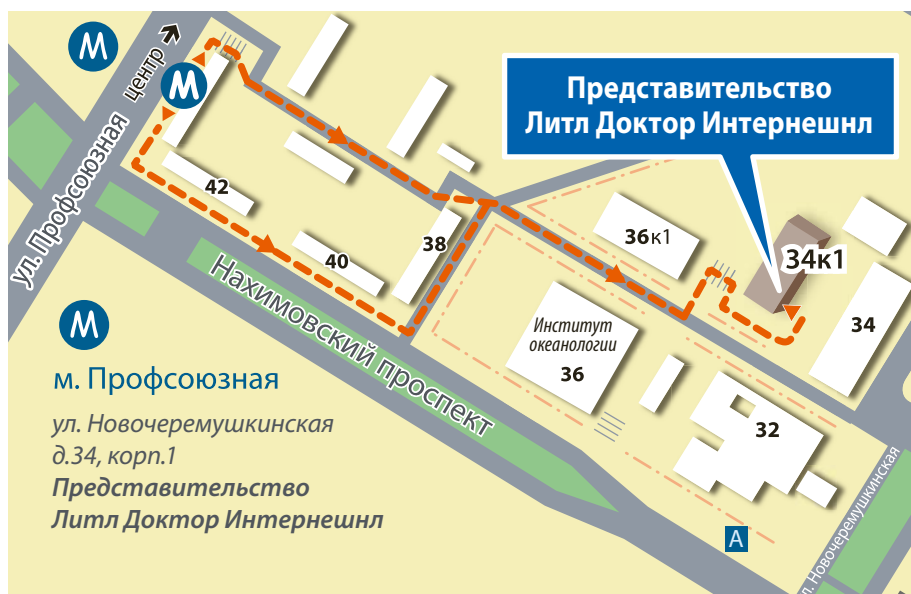 М
центр
М
ул. Профсоюзная
Представительство
Литл Доктор Интернешнл
42
40
38
36к1
34к1
34
Нахимовский проспект
Институт
океанологии
36
32
М
м. Профсоюзная
ул. Новочеремушкинская
д.34, корп.1
Представительство
Литл Доктор Интернешнл
А
ул. Новочеремушкинская